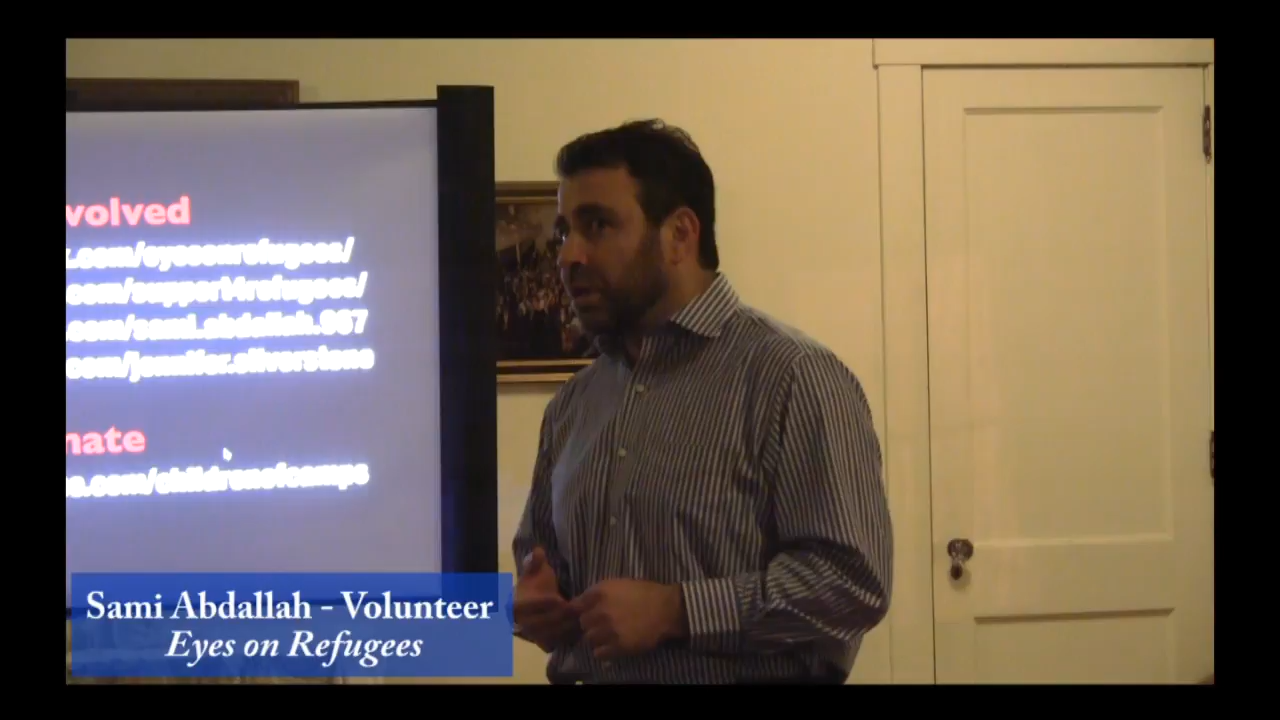 volved
.com/eyesonrefugees/
.com/support4refugees/
.com/sami.abdallah.967
.com/jennifer.oliverstone
nate
.com/childrenofcamps
Sami Abdallah - Volunteer
Eyes on Refugees